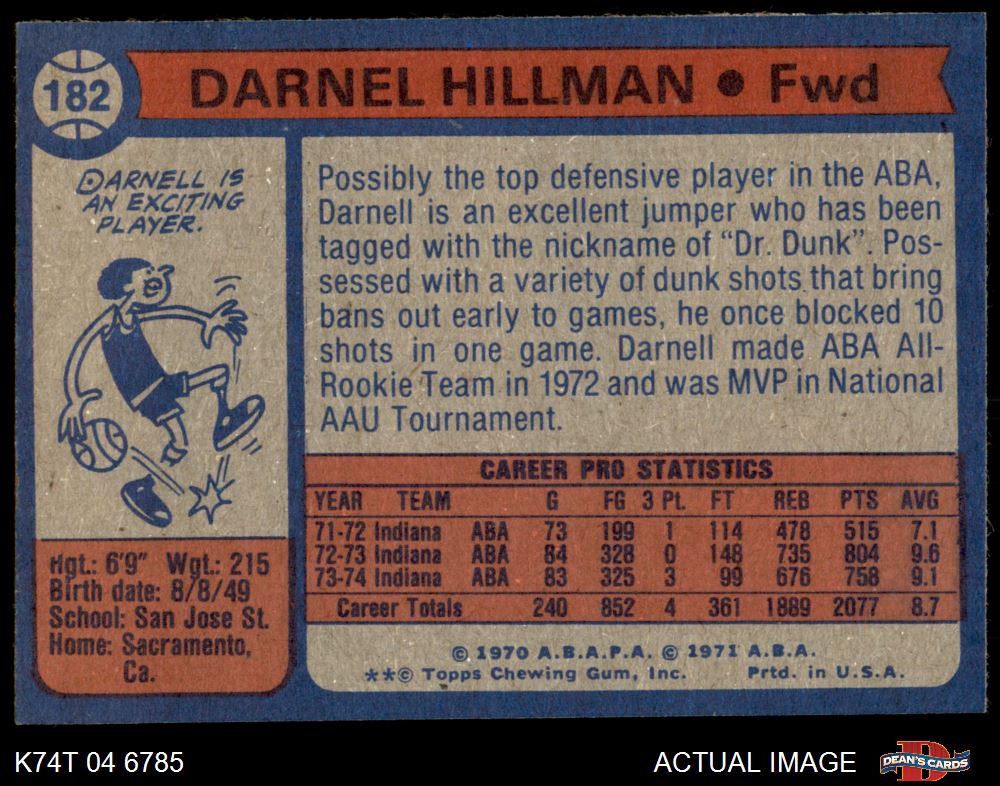 182
DARNEL HILLMAN ● Fwd
DARNELL IS
AN EXCITING
PLAYER.
Hgt.: 6'9" Wgt.: 215
Birth date: 8/8/49
School: San Jose St.
Home: Sacramento,
Ca.
Possibly the top defensive player in the ABA,
Darnell is an excellent jumper who has been
tagged with the nickname of “Dr. Dunk”. Pos-
sessed with a variety of dunk shots that bring
bans out early to games, he once blocked 10
shots in one game. Darnell made ABA All-
Rookie Team in 1972 and was MVP in National
AAU Tournament.
CAREER PRO STATISTICS
YEAR TEAM G FG 3 Pt. FT REB PTS AVG
71-72 Indiana ABA 73 199 1 114 478 515 7.1
72-73 Indiana ABA 84 328 0 148 735 804 9.6
73-74 Indiana ABA 83 325 3 99 676 758 9.1
Career Totals 240 852 4 361 1889 2077 8.7
© 1970 A.B.A.P.A. © 1971 A.B.A.
**© Topps Chewing Gum, Inc. Prtd. in U.S.A.
K74T 04 6785 ACTUAL IMAGE
D
DEAN'S CARDS